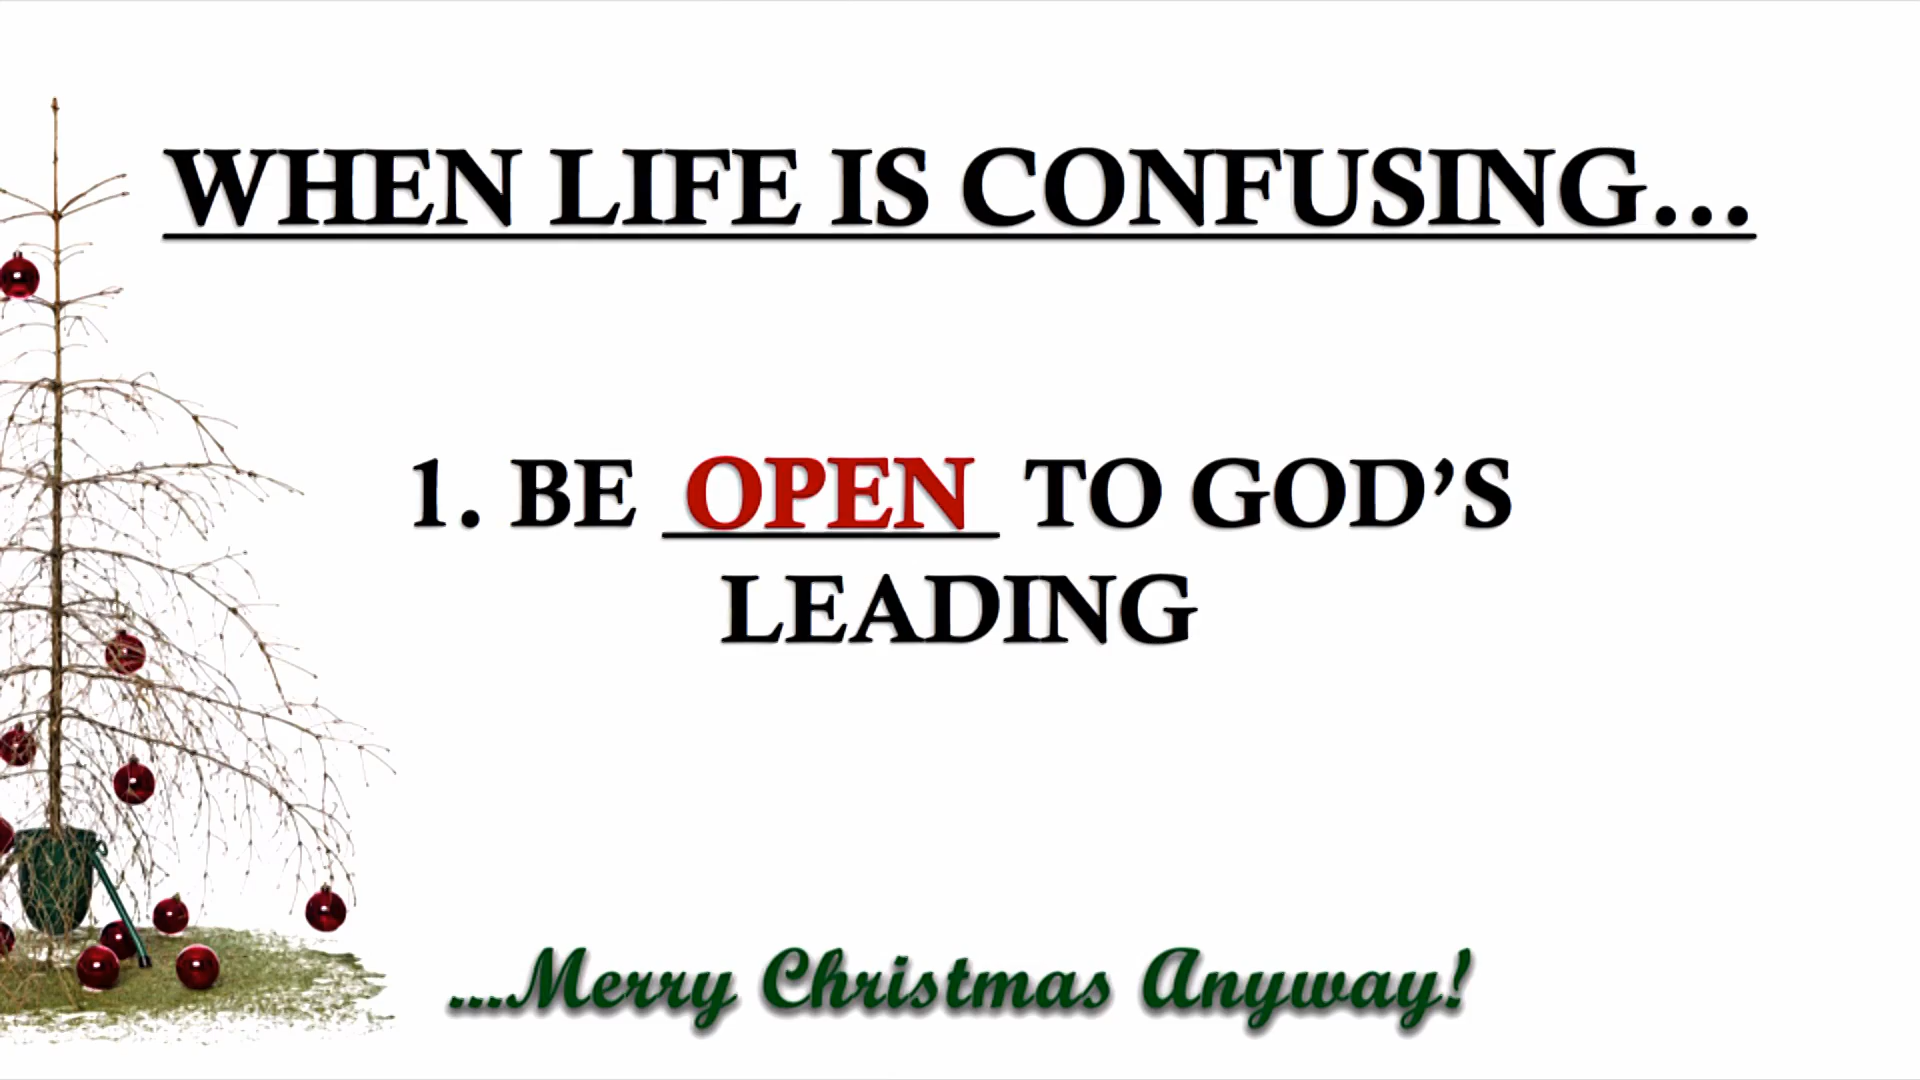 WHEN LIFE IS CONFUSING...
1. BE OPEN TO GOD’S
LEADING
...Merry Christmas Anyway!